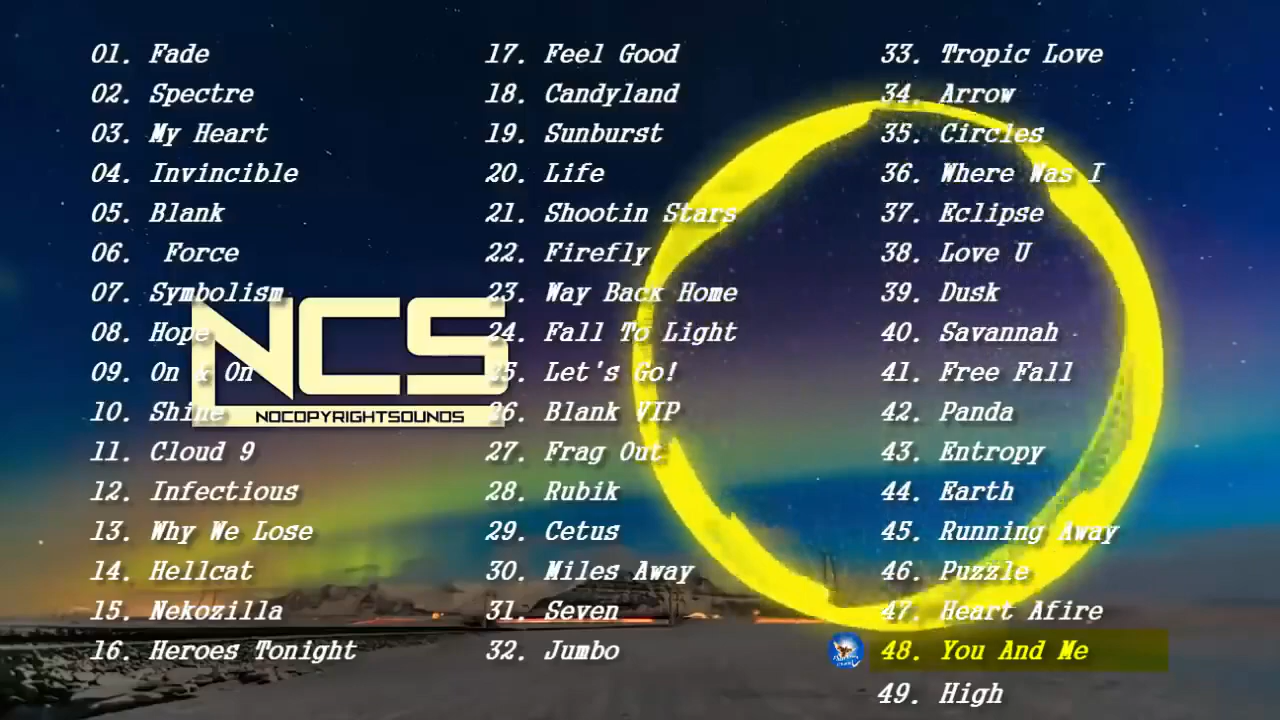 01. Fade
02. Spectre
03. My Heart
04. Invincible
05. Blank
06. Force
07. Symbolism
08. Hope
09. On & On
10. Shine
11. Cloud 9
12. Infectious
13. Why We Lose
14. Hellcat
15. Nekozilla
16. Heroes Tonight
NCS
NOCOPYRIGHTSOUNDS
17. Feel Good
18. Candyland
19. Sunburst
20. Life
21. Shootin Stars
22. Firefly
23. Way Back Home
24. Fall To Light
25. Let's Go!
26. Blank VIP
27. Frag Out
28. Rubik
29. Cetus
30. Miles Away
31. Seven
32. Jumbo
33. Tropic Love
34. Arrow
35. Circles
36. Where Was I
37. Eclipse
38. Love U
39. Dusk
40. Savannah
41. Free Fall
42. Panda
43. Entropy
44. Earth
45. Running Away
46. Puzzle
47. Heart Afire
48. You And Me
49. High